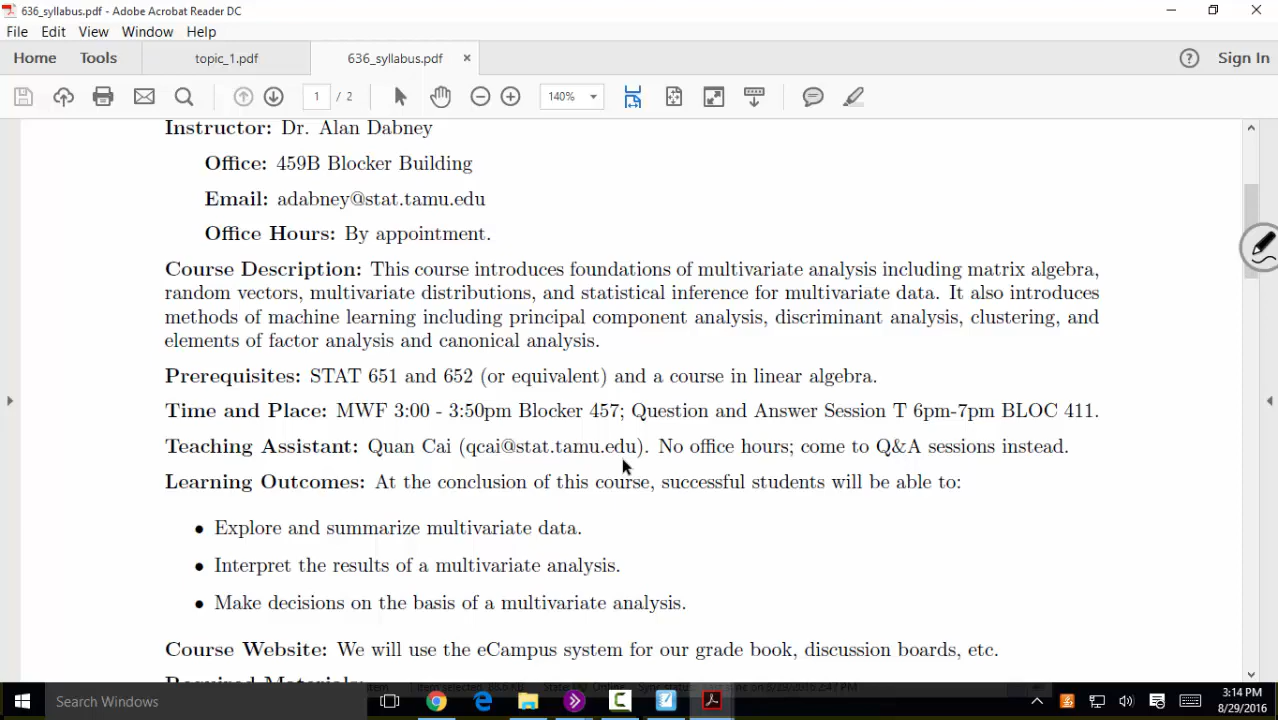 636_syllabus.pdf - Adobe Acrobat Reader DC
File Edit View Window Help
Home Tools topic_1.pdf 636_syllabus.pdf × Sign In
1 / 2 140%
Instructor: Dr. Alan Dabney
Office: 459B Blocker Building
Email: adabney@stat.tamu.edu
Office Hours: By appointment.
Course Description: This course introduces foundations of multivariate analysis including matrix algebra,
random vectors, multivariate distributions, and statistical inference for multivariate data. It also introduces
methods of machine learning including principal component analysis, discriminant analysis, clustering, and
elements of factor analysis and canonical analysis.
Prerequisites: STAT 651 and 652 (or equivalent) and a course in linear algebra.
Time and Place: MWF 3:00 - 3:50pm Blocker 457; Question and Answer Session T 6pm-7pm BLOC 411.
Teaching Assistant: Quan Cai (qcai@stat.tamu.edu). No office hours; come to Q&A sessions instead.
Learning Outcomes: At the conclusion of this course, successful students will be able to:
• Explore and summarize multivariate data.
• Interpret the results of a multivariate analysis.
• Make decisions on the basis of a multivariate analysis.
Course Website: We will use the eCampus system for our grade book, discussion boards, etc.
Required Materials:
Search Windows
3:14 PM
8/29/2016